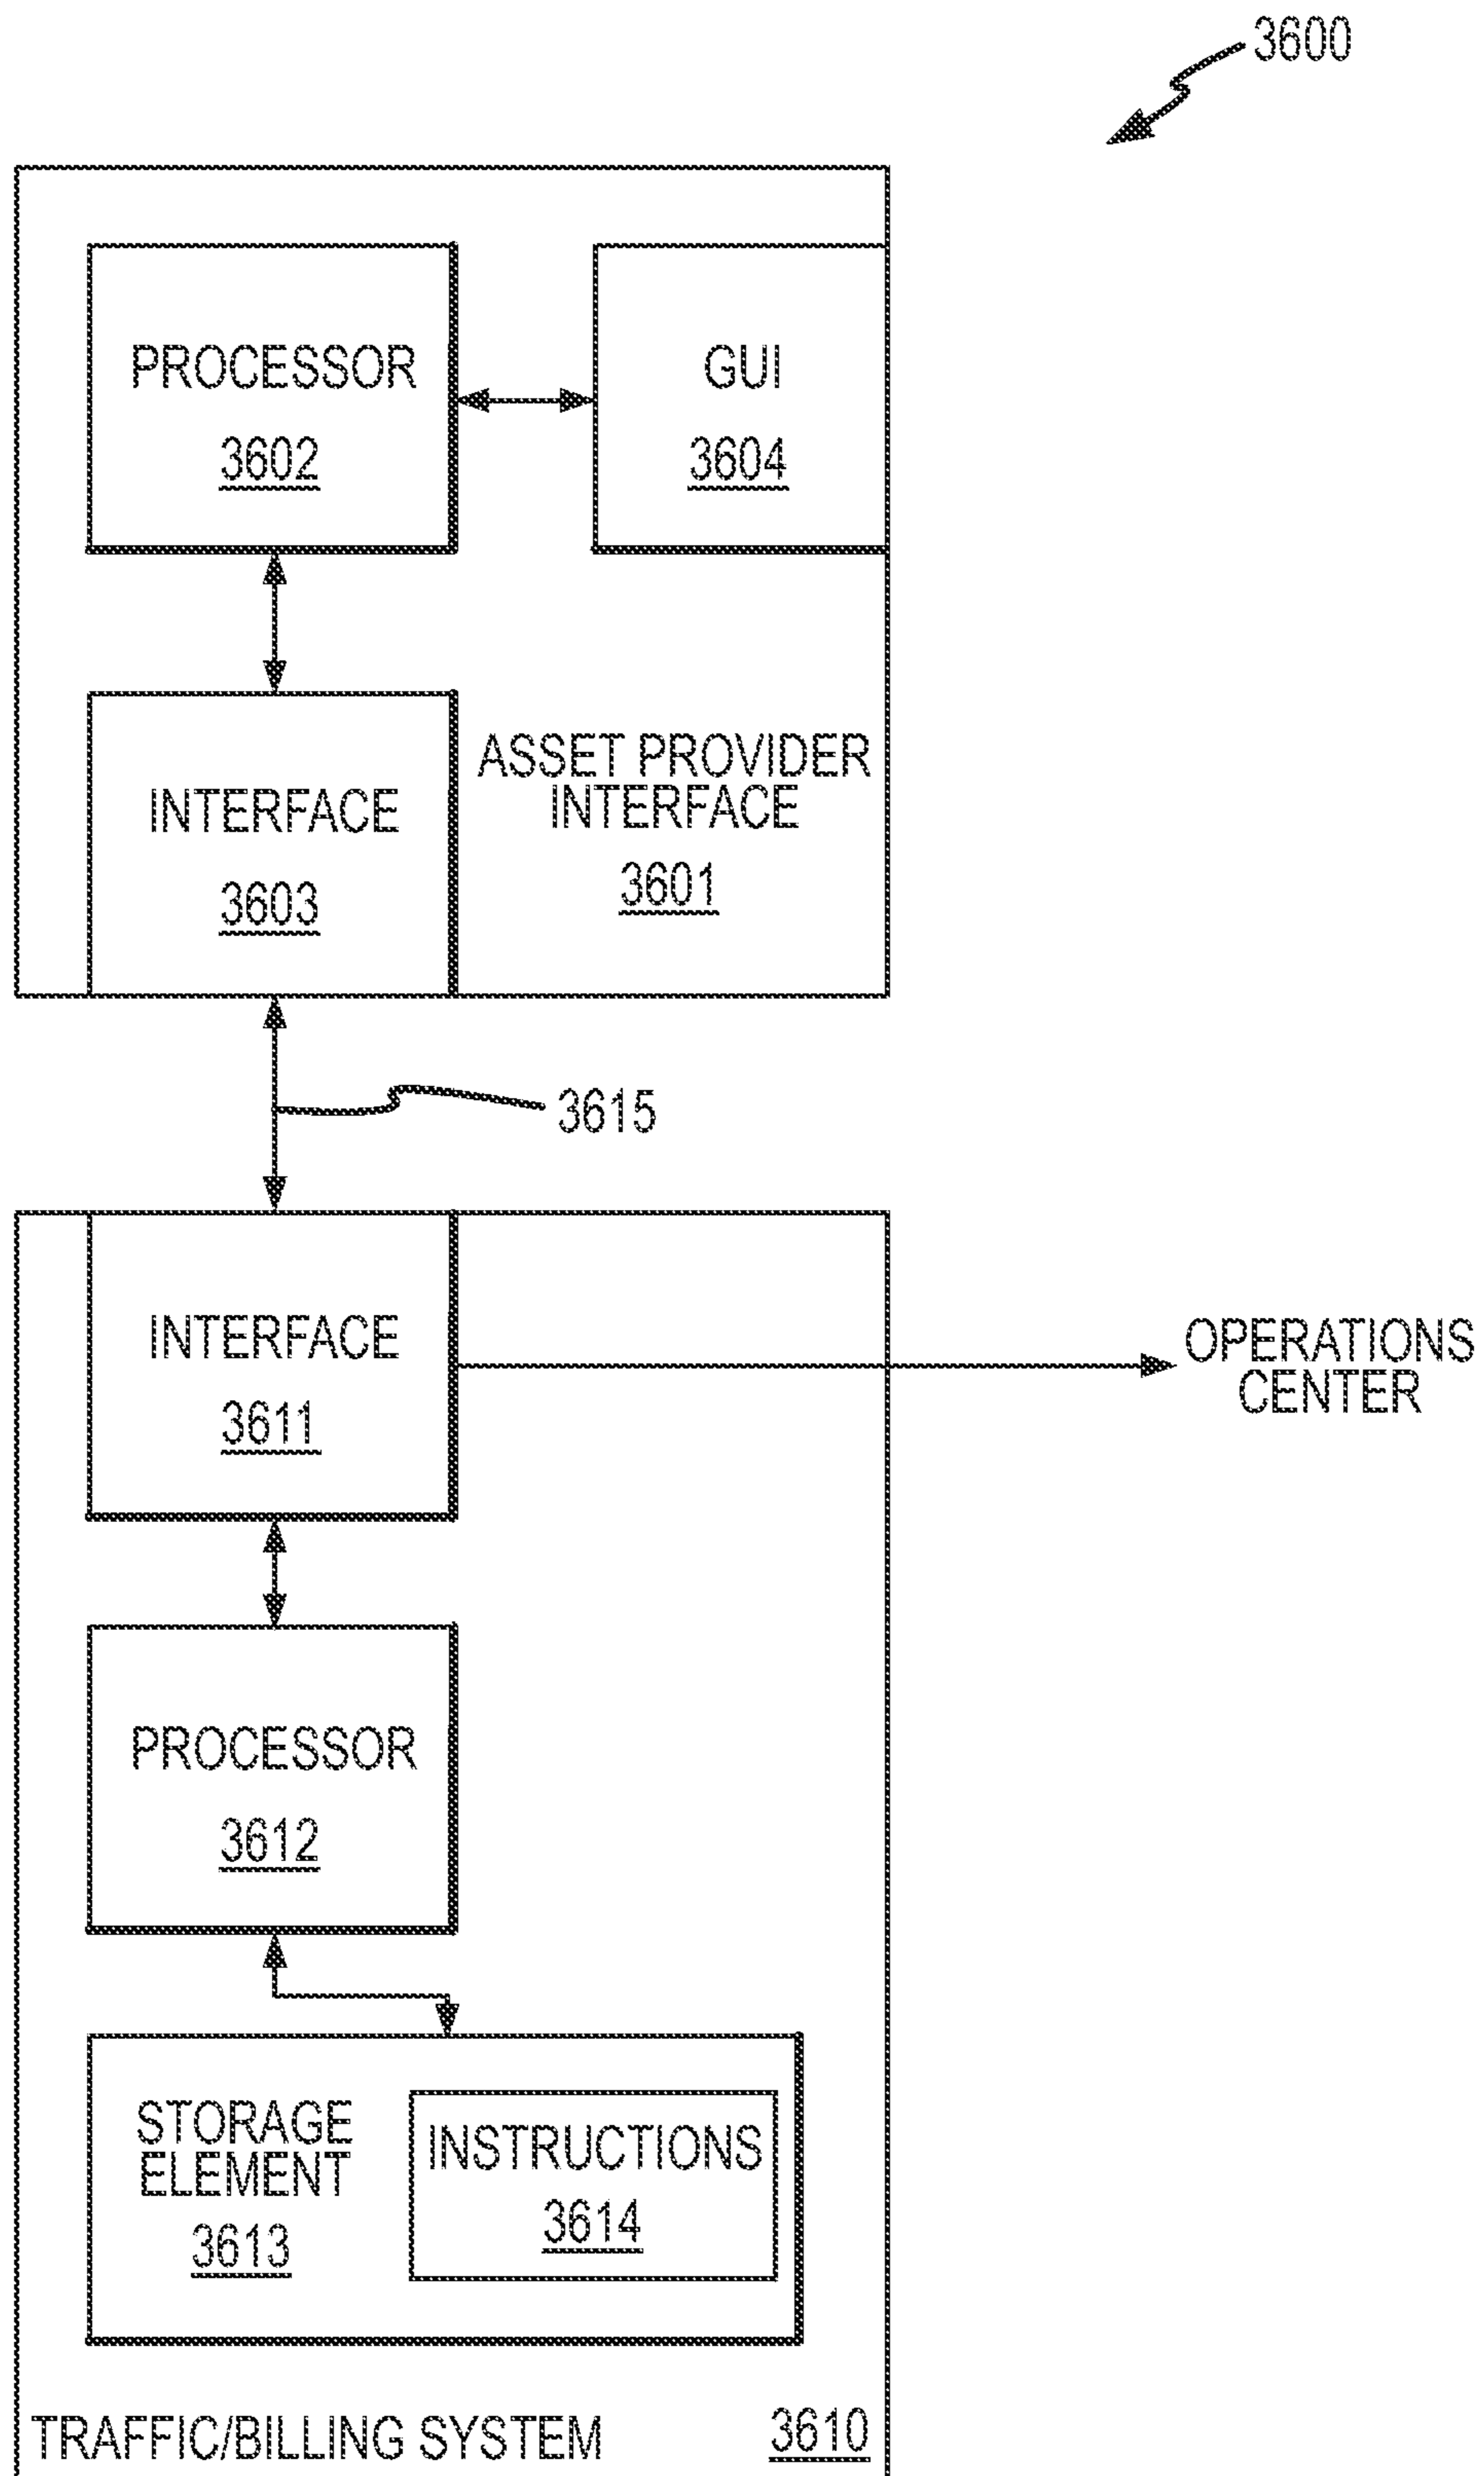 3600
PROCESSOR
3602
GUI
3604
INTERFACE
3603
ASSET PROVIDER
INTERFACE
3601
3615
INTERFACE
3611
OPERATIONS
CENTER
PROCESSOR
3612
STORAGE
ELEMENT
3613
INSTRUCTIONS
3614
TRAFFIC/BILLING SYSTEM
3610